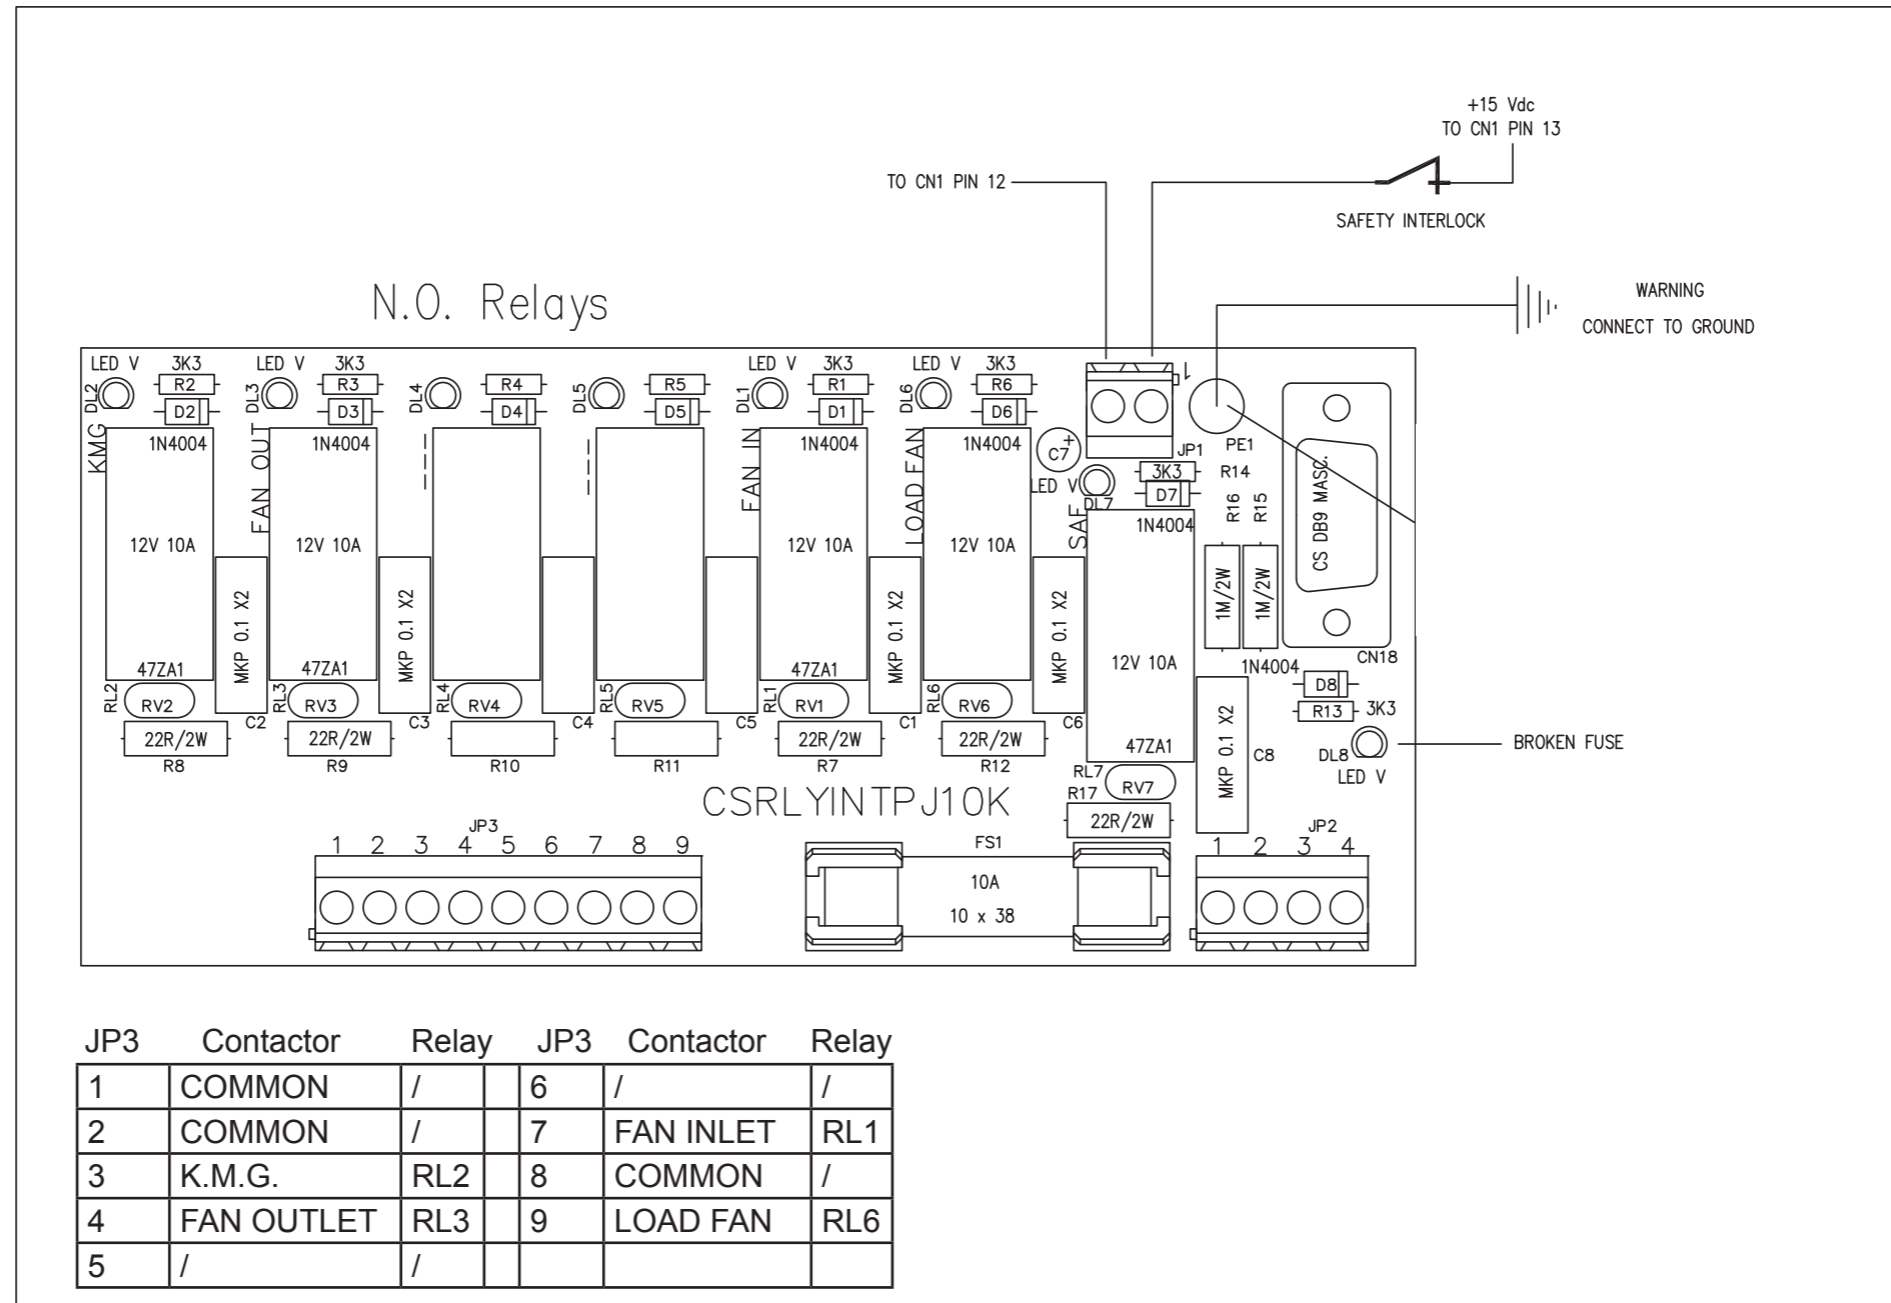 +15 Vdc
TO CN1 PIN 13
TO CN1 PIN 12
SAFETY INTERLOCK
WARNING
CONNECT TO GROUND
N.O. Relays
LED V 3K3 LED V 3K3 LED V 3K3 LED V 3K3
DL2 R2 DL3 R3 DL4 R4 DL5 R5 DL1 R1 DL6 R6
D2 D3 D4 D5 D1 D6
KMG 1N4004 FAN OUT 1N4004 --- --- FAN IN 1N4004 LOAD FAN 1N4004
1
C7 +
JP1 PE1
LED V 3K3 R14
DL7 D7
SAF 1N4004 R16 R15 CS DB9 MASC.
12V 10A 12V 10A 12V 10A 12V 10A
1M/2W 1M/2W
MKP 0.1 X2 MKP 0.1 X2 MKP 0.1 X2 MKP 0.1 X2
12V 10A 1N4004 CN18
47ZA1 47ZA1 47ZA1 47ZA1
RL2 RV2 RL3 RV3 RL4 RV4 RL5 RV5 RL1 RV1 RL6 RV6
D8
R13 3K3
C2 C3 C4 C5 C1 C6
22R/2W 22R/2W 22R/2W 22R/2W
R8 R9 R10 R11 R7 R12
47ZA1 MKP 0.1 X2 C8 DL8 BROKEN FUSE
LED V
RL7 RV7
R17
22R/2W
CSRLYINTPJ10K
JP3 FS1 JP2
1 2 3 4 5 6 7 8 9 1 2 3 4
10A
10 x 38
JP3 Contactor Relay JP3 Contactor Relay
1 COMMON / 6 / /
2 COMMON / 7 FAN INLET RL1
3 K.M.G. RL2 8 COMMON /
4 FAN OUTLET RL3 9 LOAD FAN RL6
5 / /